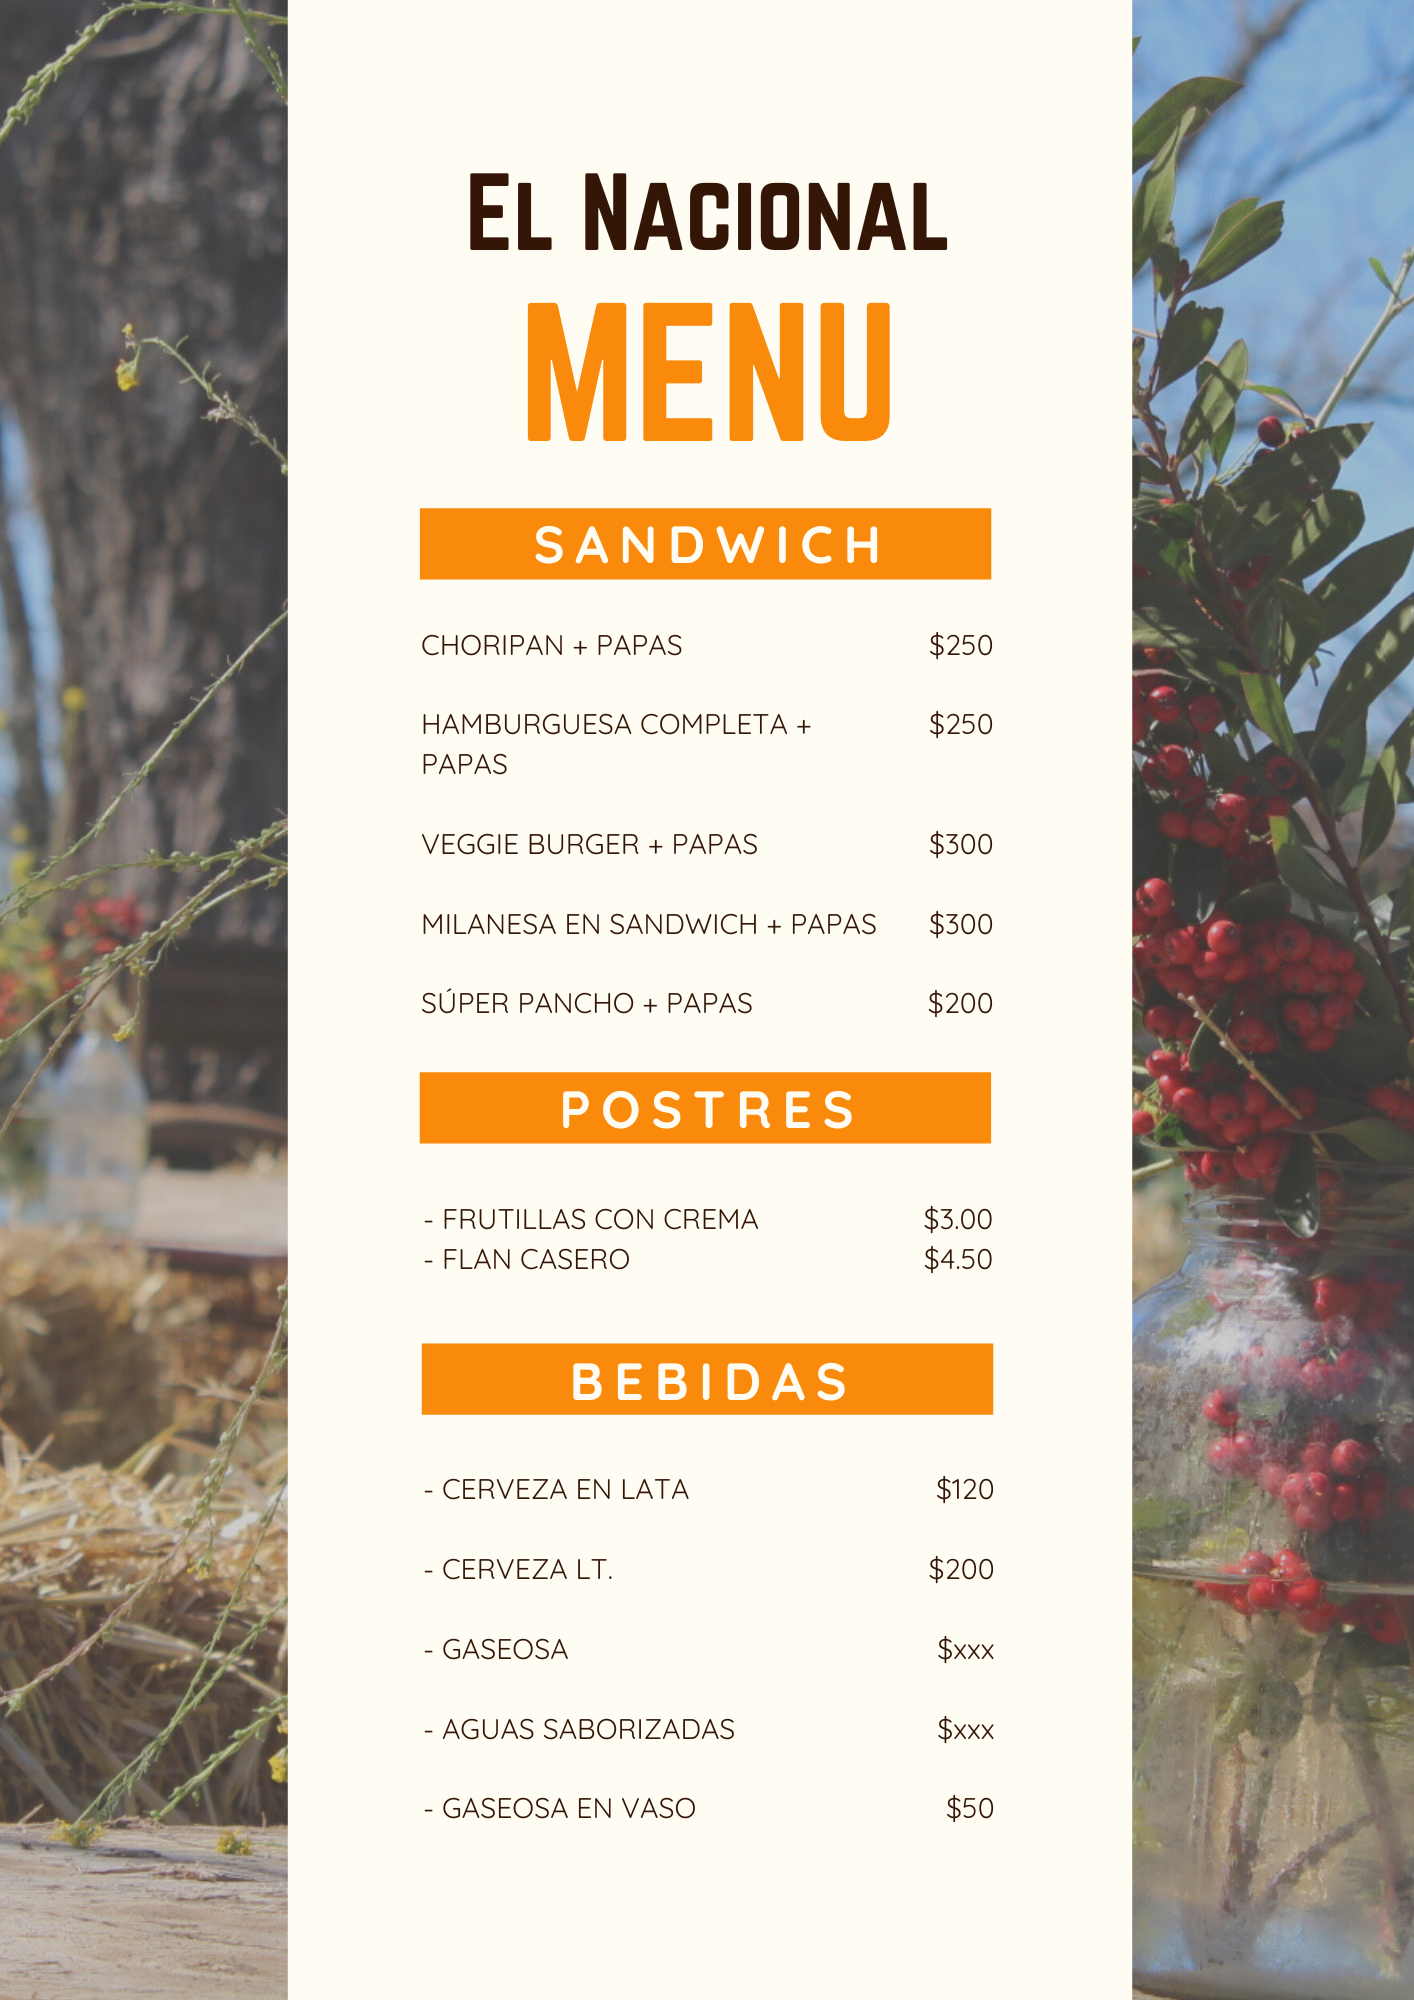 El Nacional
MENU
SANDWICH
CHORIPAN + PAPAS $250
HAMBURGUESA COMPLETA + $250
PAPAS
VEGGIE BURGER + PAPAS $300
MILANESA EN SANDWICH + PAPAS $300
SÚPER PANCHO + PAPAS $200
POSTRES
- FRUTILLAS CON CREMA $3.00
- FLAN CASERO $4.50
BEBIDAS
- CERVEZA EN LATA $120
- CERVEZA LT. $200
- GASEOSA $xxx
- AGUAS SABORIZADAS $xxx
- GASEOSA EN VASO $50